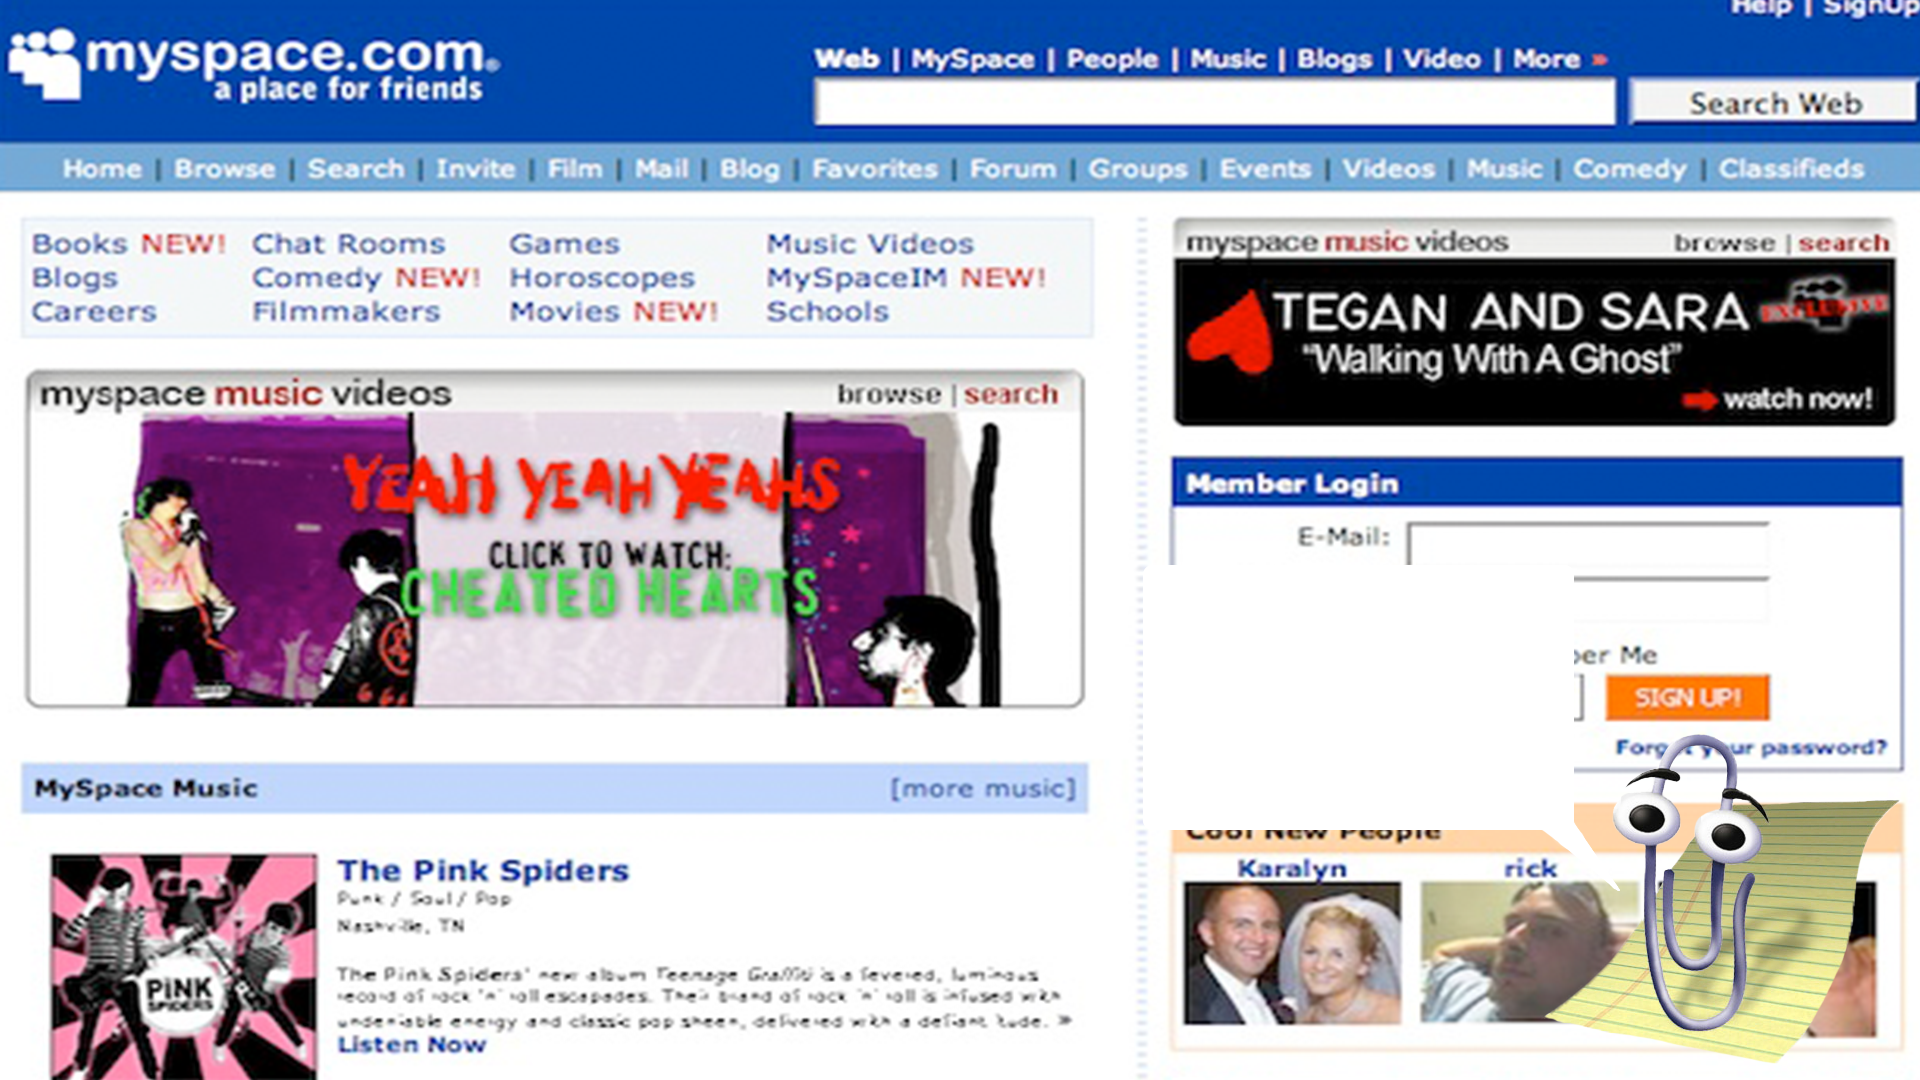 Help | SignUp
myspace.com®
a place for friends
Web | MySpace | People | Music | Blogs | Video | More »
Search Web
Home | Browse | Search | Invite | Film | Mail | Blog | Favorites | Forum | Groups | Events | Videos | Music | Comedy | Classifieds
Books NEW! Chat Rooms Games Music Videos
Blogs Comedy NEW! Horoscopes MySpaceIM NEW!
Careers Filmmakers Movies NEW! Schools
myspace music videos browse | search
YEAH YEAH YEAHS
CLICK TO WATCH:
CHEATED HEARTS
MySpace Music [more music]
PiNK
SPIDERS
The Pink Spiders
Punk / Soul / Pop
Nashville, TN
The Pink Spiders' new album Teenage Graffiti is a fevered, luminous
record of rock 'n' roll escapades. Their brand of rock 'n' roll is infused with
undeniable energy and classic pop sheen, delivered with a defiant 'tude. »
Listen Now
myspace music videos browse | search
TEGAN AND SARA
EXCLUSIVE
"Walking With A Ghost"
watch now!
Member Login
E-Mail:
ber Me
SIGN UP!
Forgot your password?
Cool New People
Karalyn rick